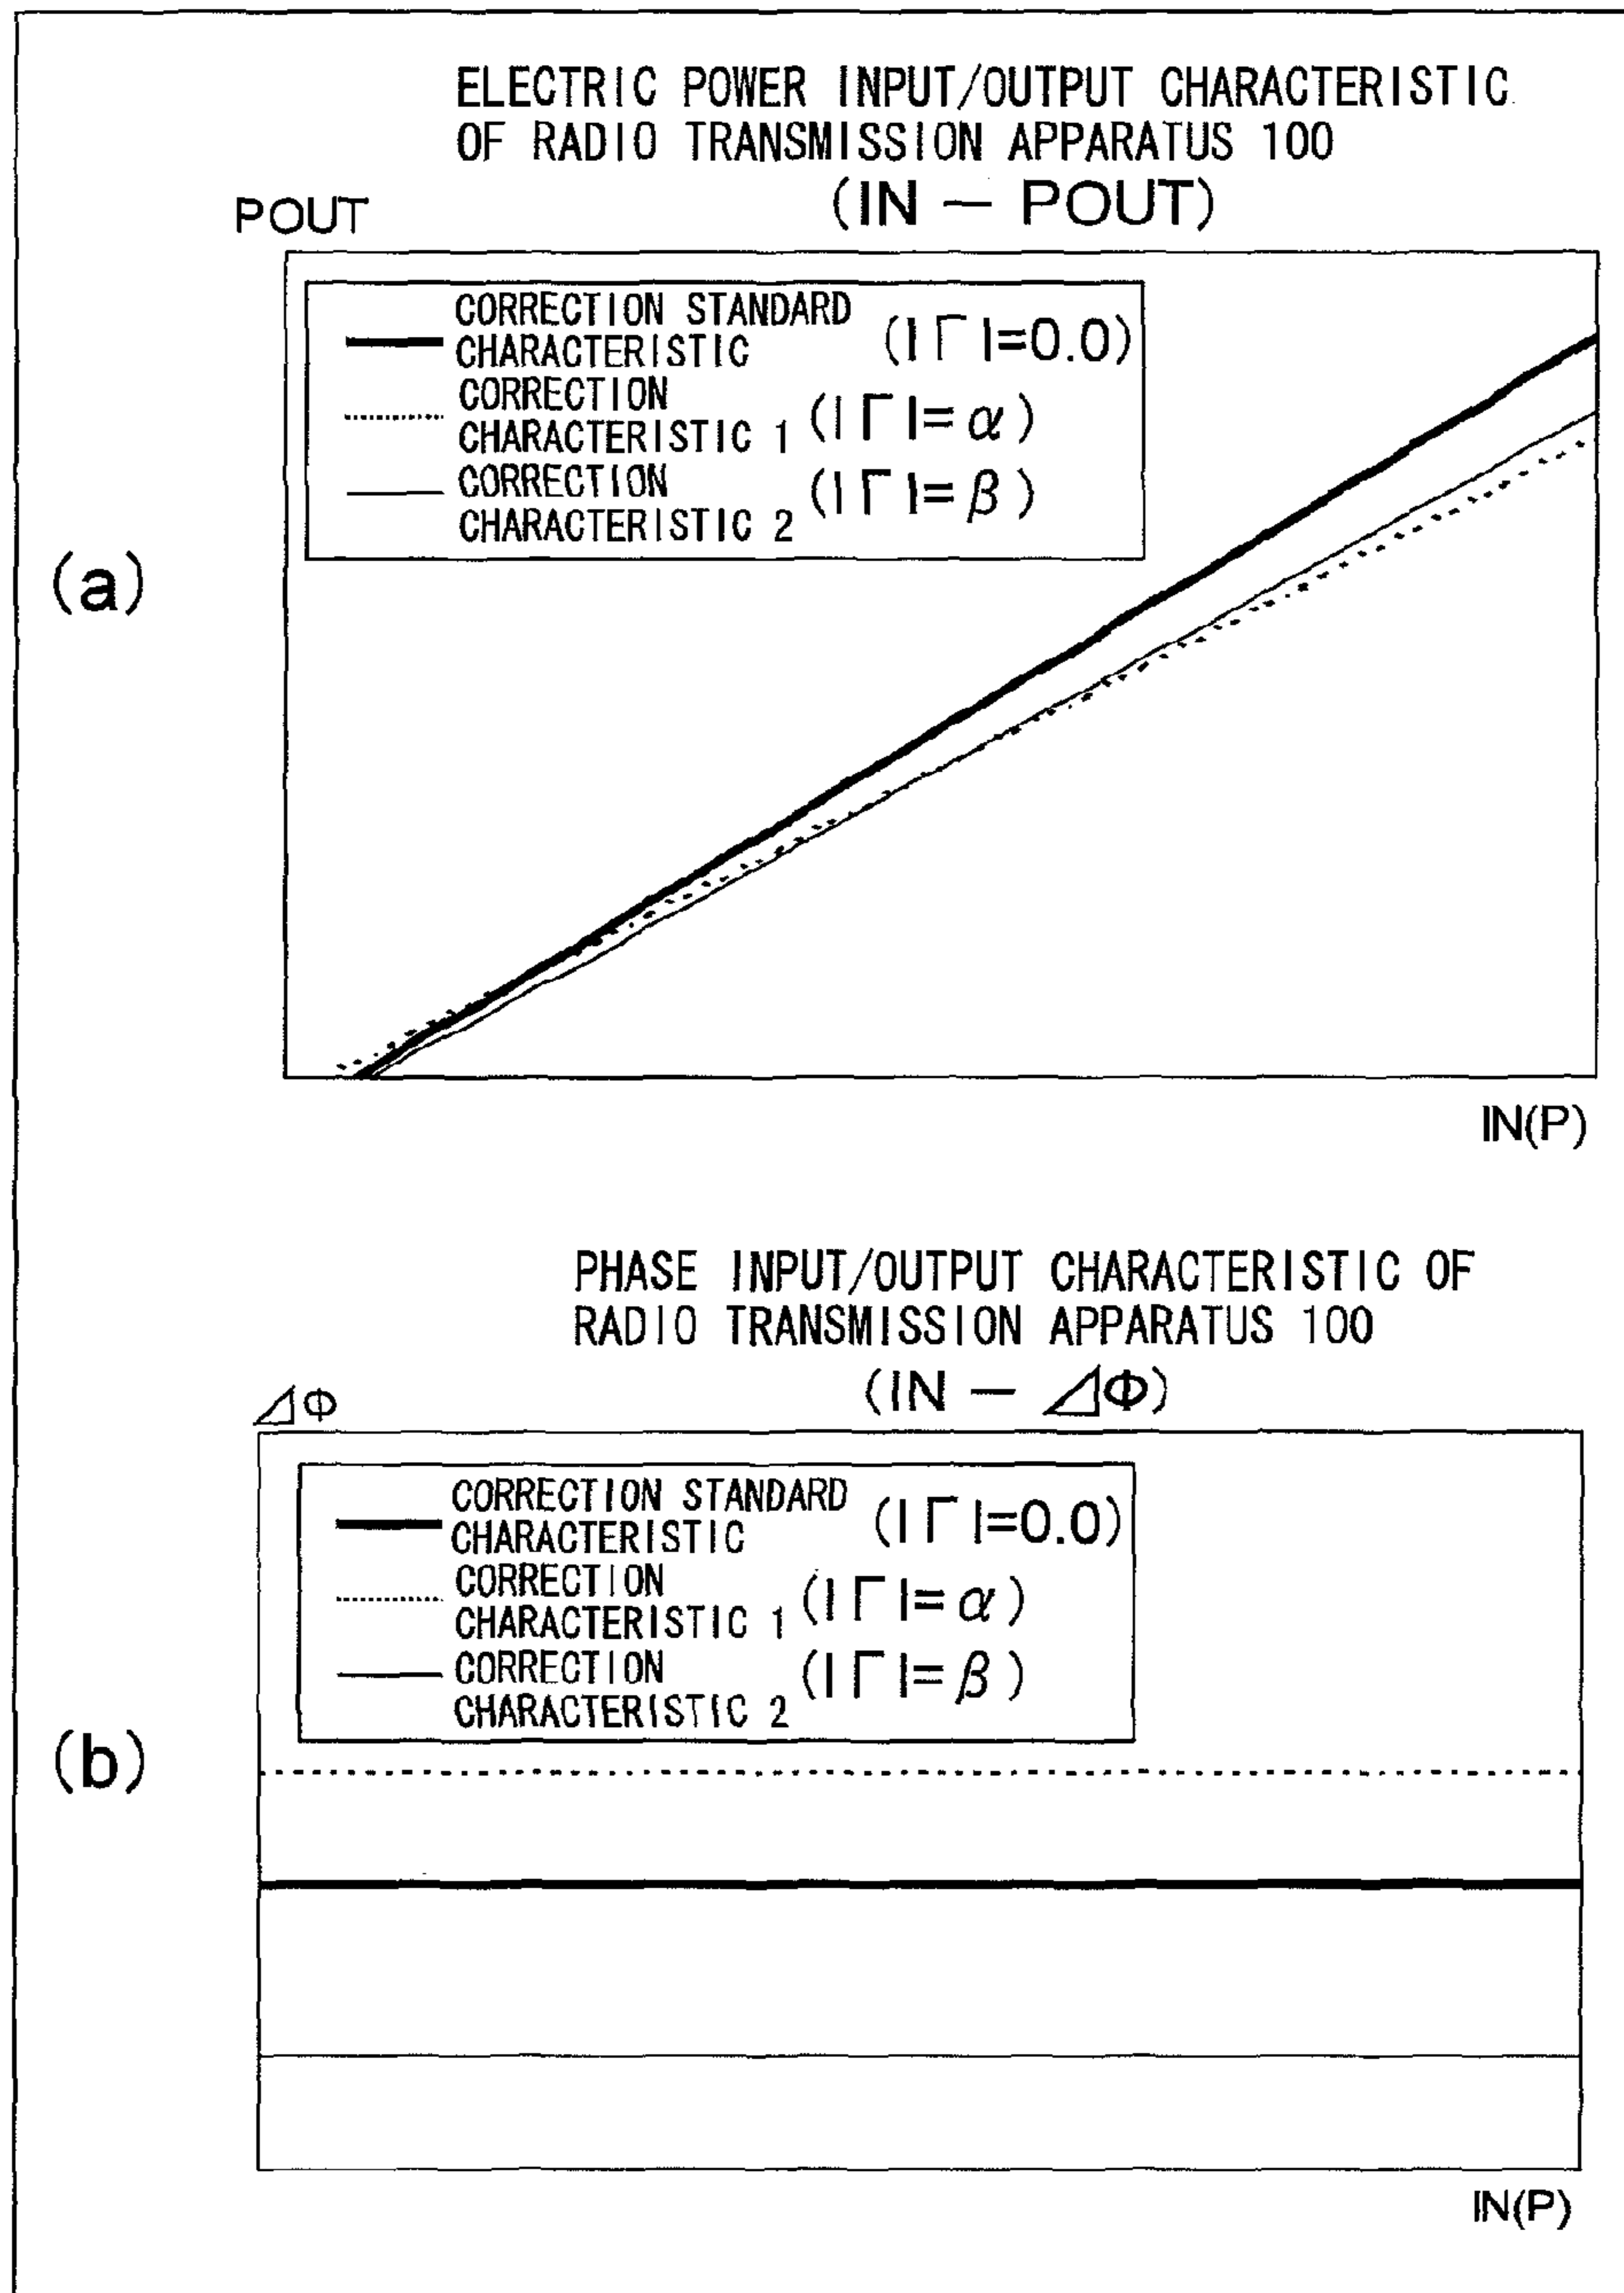 ELECTRIC POWER INPUT/OUTPUT CHARACTERISTIC
OF RADIO TRANSMISSION APPARATUS 100
(IN — POUT)
POUT
CORRECTION STANDARD
CHARACTERISTIC (|Γ|=0.0)
CORRECTION
CHARACTERISTIC 1 (|Γ|=α)
CORRECTION
CHARACTERISTIC 2 (|Γ|=β)
(a)
IN(P)
PHASE INPUT/OUTPUT CHARACTERISTIC OF
RADIO TRANSMISSION APPARATUS 100
(IN — ⊿Φ)
⊿Φ
CORRECTION STANDARD
CHARACTERISTIC (|Γ|=0.0)
CORRECTION
CHARACTERISTIC 1 (|Γ|=α)
CORRECTION
CHARACTERISTIC 2 (|Γ|=β)
(b)
IN(P)